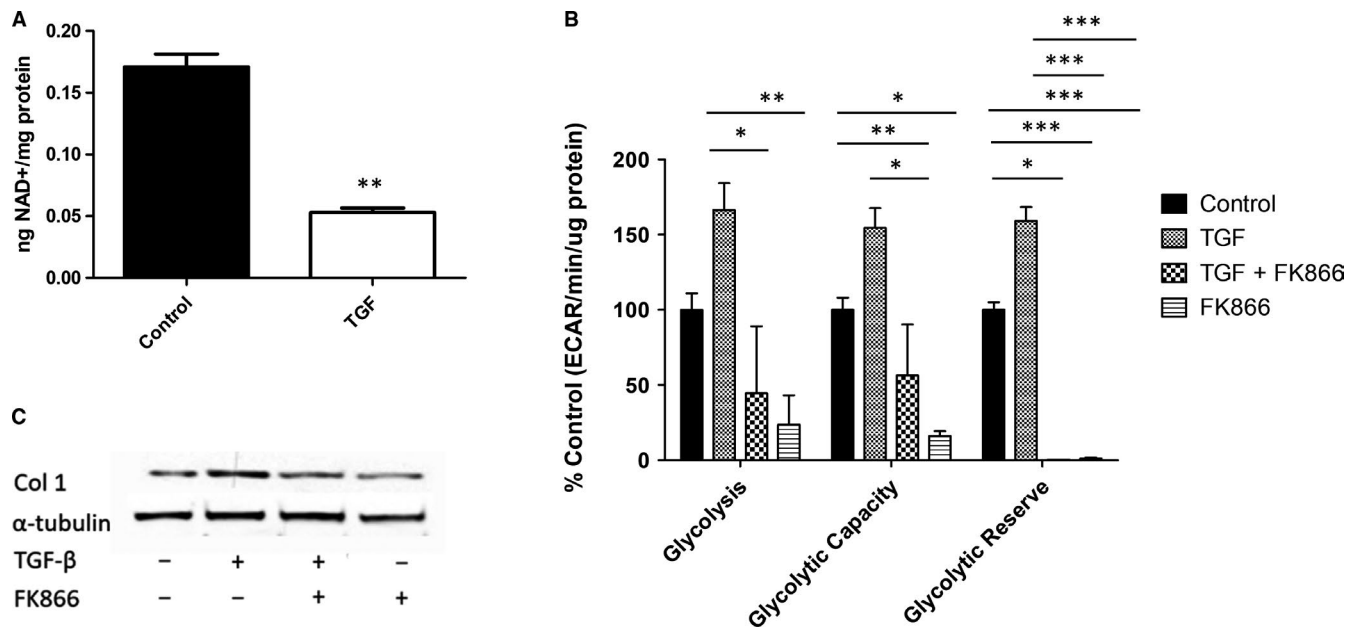 A
ng NAD+/mg protein
0.20
0.15
0.10
0.05
0.00
**
Control
TGF
B
% Control (ECAR/min/ug protein)
200
150
100
50
0
**
*
*
**
*
***
***
***
***
*
Glycolysis
Glycolytic Capacity
Glycolytic Reserve
Control
TGF
TGF + FK866
FK866
C
Col 1
α-tubulin
TGF-β – + + –
FK866 – – + +